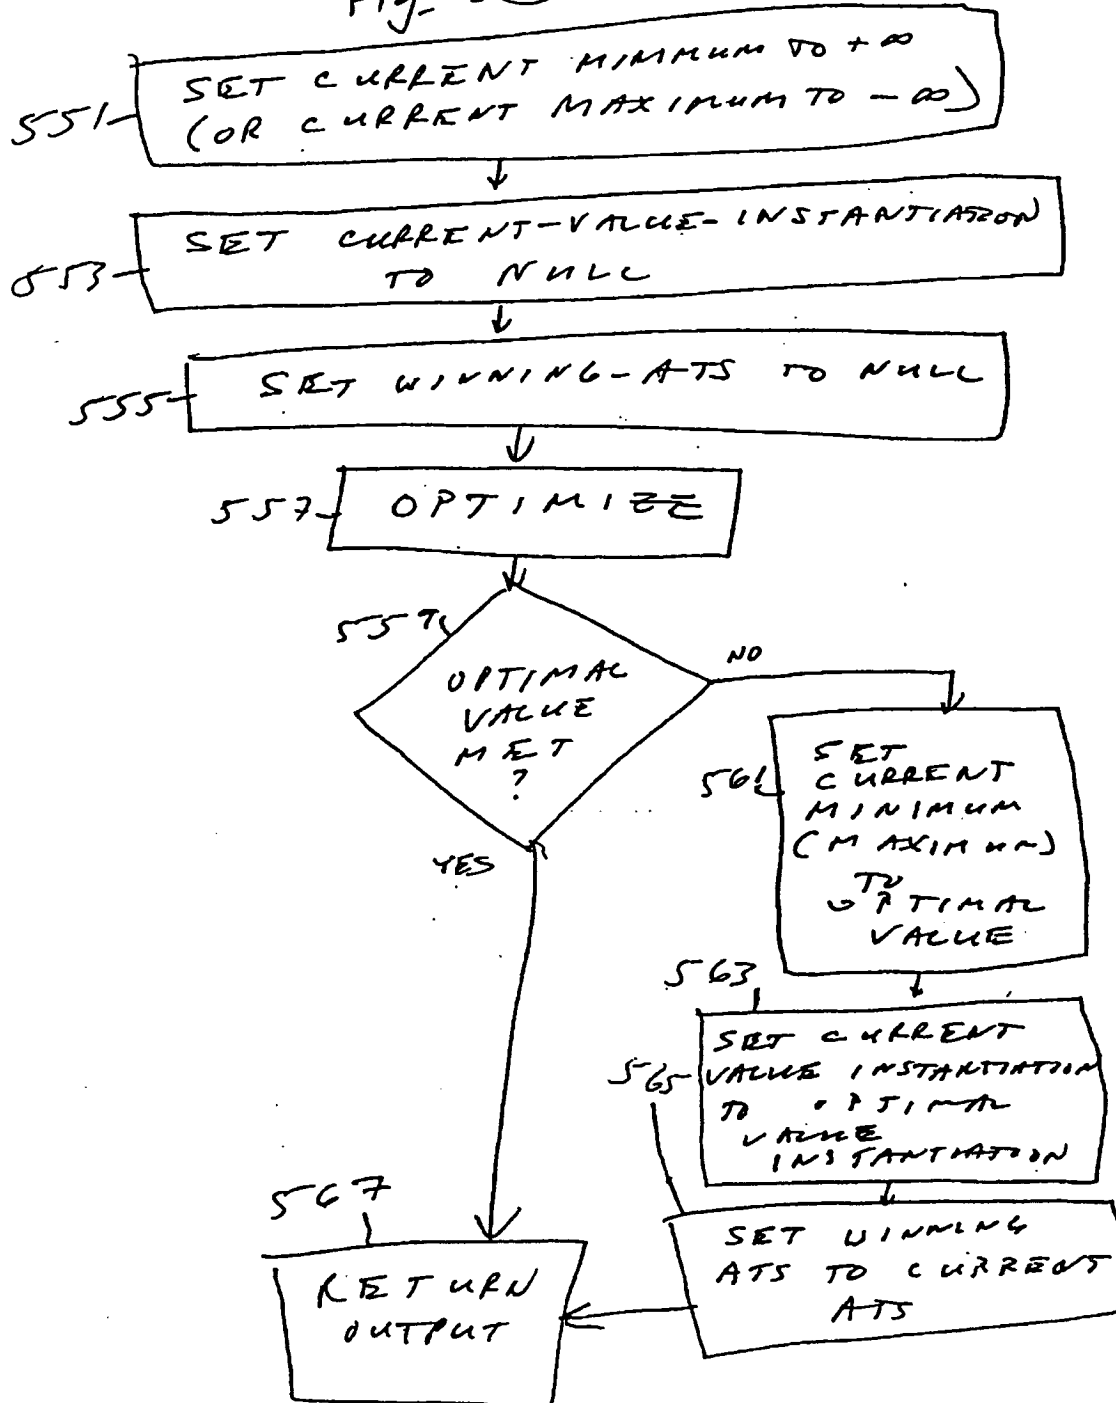 Fig.
SET CURRENT MINIMUM TO + ∞
(OR CURRENT MAXIMUM TO - ∞)
551
SET CURRENT-VALUE-INSTANTIATION
TO NULL
553
SET WINNING-ATS TO NULL
555
557
OPTIMIZE
559
OPTIMAL
VALUE
MET
?
NO
YES
561
SET
CURRENT
MINIMUM
(MAXIMUM)
TO
OPTIMAL
VALUE
563
SET CURRENT
VALUE INSTANTIATION
TO OPTIMAL
VALUE
INSTANTIATION
565
SET WINNING
ATS TO CURRENT
ATS
567
RETURN
OUTPUT